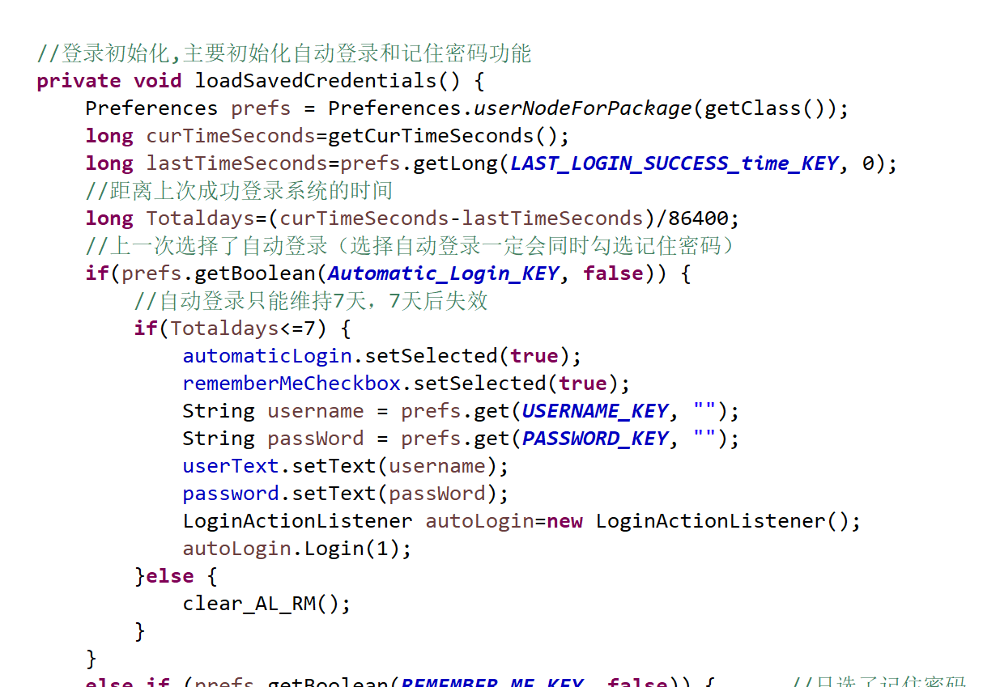 //登录初始化,主要初始化自动登录和记住密码功能
private void loadSavedCredentials() {
Preferences prefs = Preferences.userNodeForPackage(getClass());
long curTimeSeconds=getCurTimeSeconds();
long lastTimeSeconds=prefs.getLong(LAST_LOGIN_SUCCESS_time_KEY, 0);
//距离上次成功登录系统的时间
long Totaldays=(curTimeSeconds-lastTimeSeconds)/86400;
//上一次选择了自动登录（选择自动登录一定会同时勾选记住密码）
if(prefs.getBoolean(Automatic_Login_KEY, false)) {
//自动登录只能维持7天，7天后失效
if(Totaldays<=7) {
automaticLogin.setSelected(true);
rememberMeCheckbox.setSelected(true);
String username = prefs.get(USERNAME_KEY, "");
String passWord = prefs.get(PASSWORD_KEY, "");
userText.setText(username);
password.setText(passWord);
LoginActionListener autoLogin=new LoginActionListener();
autoLogin.Login(1);
}else {
clear_AL_RM();
}
}
else if (prefs.getBoolean(REMEMBER_ME_KEY, false)) { //只选了记住密码